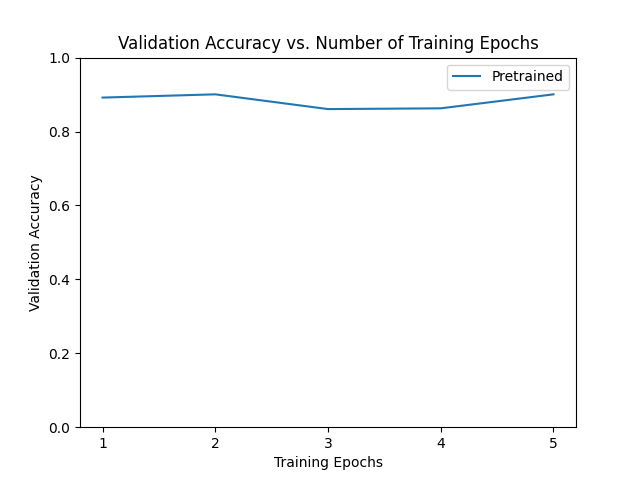 Validation Accuracy vs. Number of Training Epochs
Pretrained
1.0
0.8
0.6
0.4
0.2
0.0
Validation Accuracy
1 2 3 4 5
Training Epochs